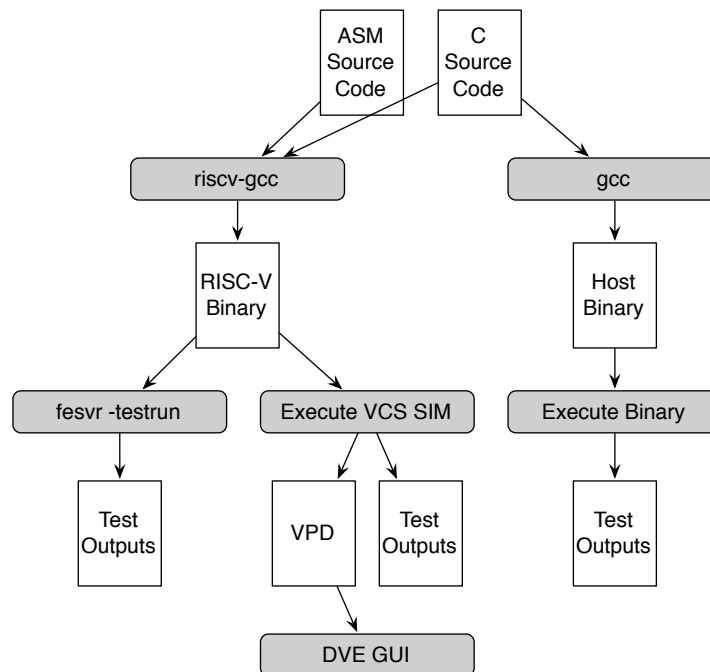 ASM
Source
Code
C
Source
Code
riscv-gcc
gcc
RISC-V
Binary
Host
Binary
fesvr -testrun
Execute VCS SIM
Execute Binary
Test
Outputs
VPD
Test
Outputs
Test
Outputs
DVE GUI